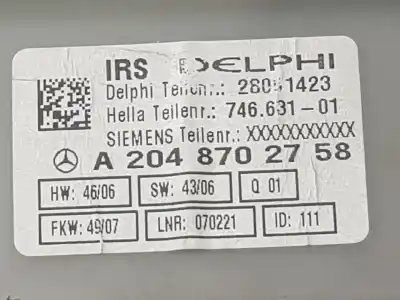 IRS DELPHI
Delphi Teilenr.: 28051423
Hella Teilenr.: 746.631-01
SIEMENS Teilenr.: XXXXXXXXXXX
A 204 870 27 58
HW: 46/06 SW: 43/06 Q 01
FKW: 49/07 LNR: 070221 ID: 111